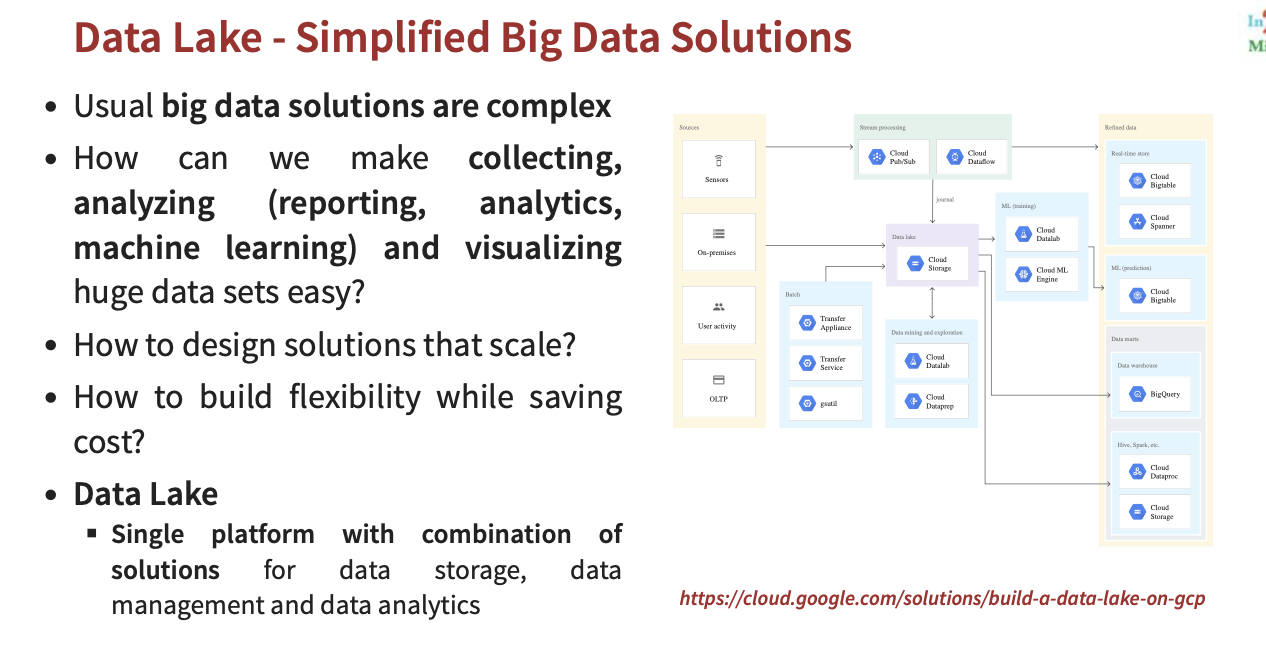 Data Lake - Simplified Big Data Solutions
In
Mi
Usual big data solutions are complex
How can we make collecting,
analyzing (reporting, analytics,
machine learning) and visualizing
huge data sets easy?
How to design solutions that scale?
How to build flexibility while saving
cost?
Data Lake
Single platform with combination of
solutions for data storage, data
management and data analytics
Sources
Sensors
On-premises
User activity
OLTP
Stream processing
Cloud
Pub/Sub
Cloud
Dataflow
journal
Data lake
Cloud
Storage
Batch
Transfer
Appliance
Transfer
Service
gsutil
Data mining and exploration
Cloud
Datalab
Cloud
Dataprep
ML (training)
Cloud
Datalab
Cloud ML
Engine
Refined data
Real-time store
Cloud
Bigtable
Cloud
Spanner
ML (prediction)
Cloud
Bigtable
Data marts
Data warehouse
BigQuery
Hive, Spark, etc.
Cloud
Dataproc
Cloud
Storage
https://cloud.google.com/solutions/build-a-data-lake-on-gcp